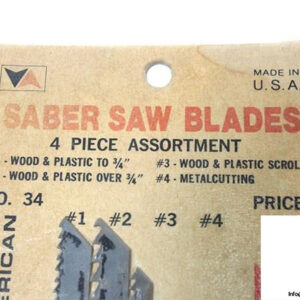 MADE IN
U.S.A.
SABER SAW BLADES
4 PIECE ASSORTMENT
- WOOD & PLASTIC TO 3/4" #3 - WOOD & PLASTIC SCROLL
- WOOD & PLASTIC OVER 3/4" #4 - METALCUTTING
O. 34
PRICE
#1 #2 #3 #4
ERICAN